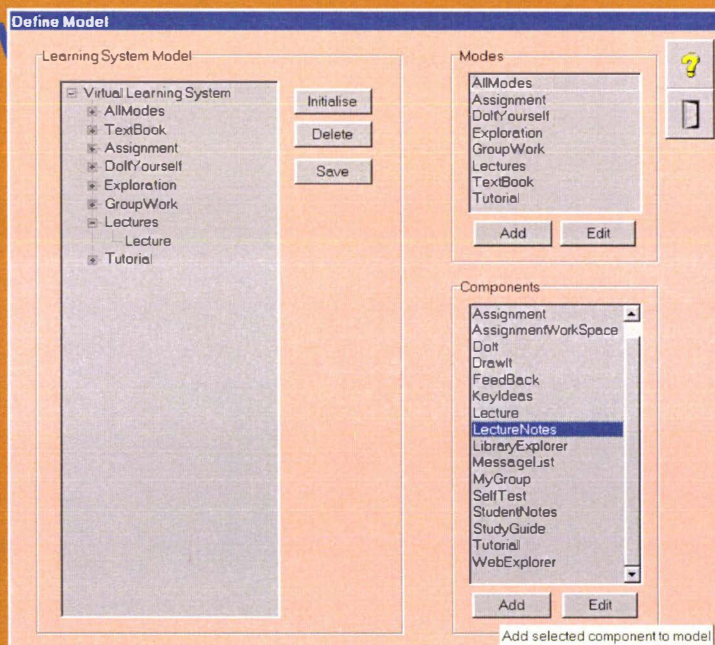 Define Model
Learning System Model
Virtual Learning System
AllModes
TextBook
Assignment
DoItYourself
Exploration
GroupWork
Lectures
Lecture
Tutorial
Initialise
Delete
Save
Modes
AllModes
Assignment
DoItYourself
Exploration
GroupWork
Lectures
TextBook
Tutorial
Add
Edit
Components
Assignment
AssignmentWorkSpace
DoIt
DrawIt
FeedBack
KeyIdeas
Lecture
LectureNotes
LibraryExplorer
MessageList
MyGroup
SelfTest
StudentNotes
StudyGuide
Tutorial
WebExplorer
Add
Edit
Add selected component to model